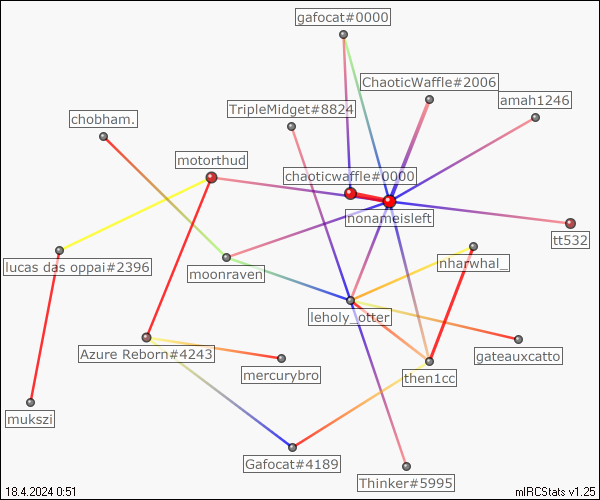 gafocat#0000
ChaoticWaffle#2006
amah1246
TripleMidget#8824
chobham.
motorthud
chaoticwaffle#0000
nonameisleft
tt532
lucas das oppai#2396
moonraven
nharwhal_
leholy_otter
Azure Reborn#4243
gateauxcatto
mercurybro
then1cc
mukszi
Gafocat#4189
Thinker#5995
18.4.2024 0:51
mIRCStats v1.25